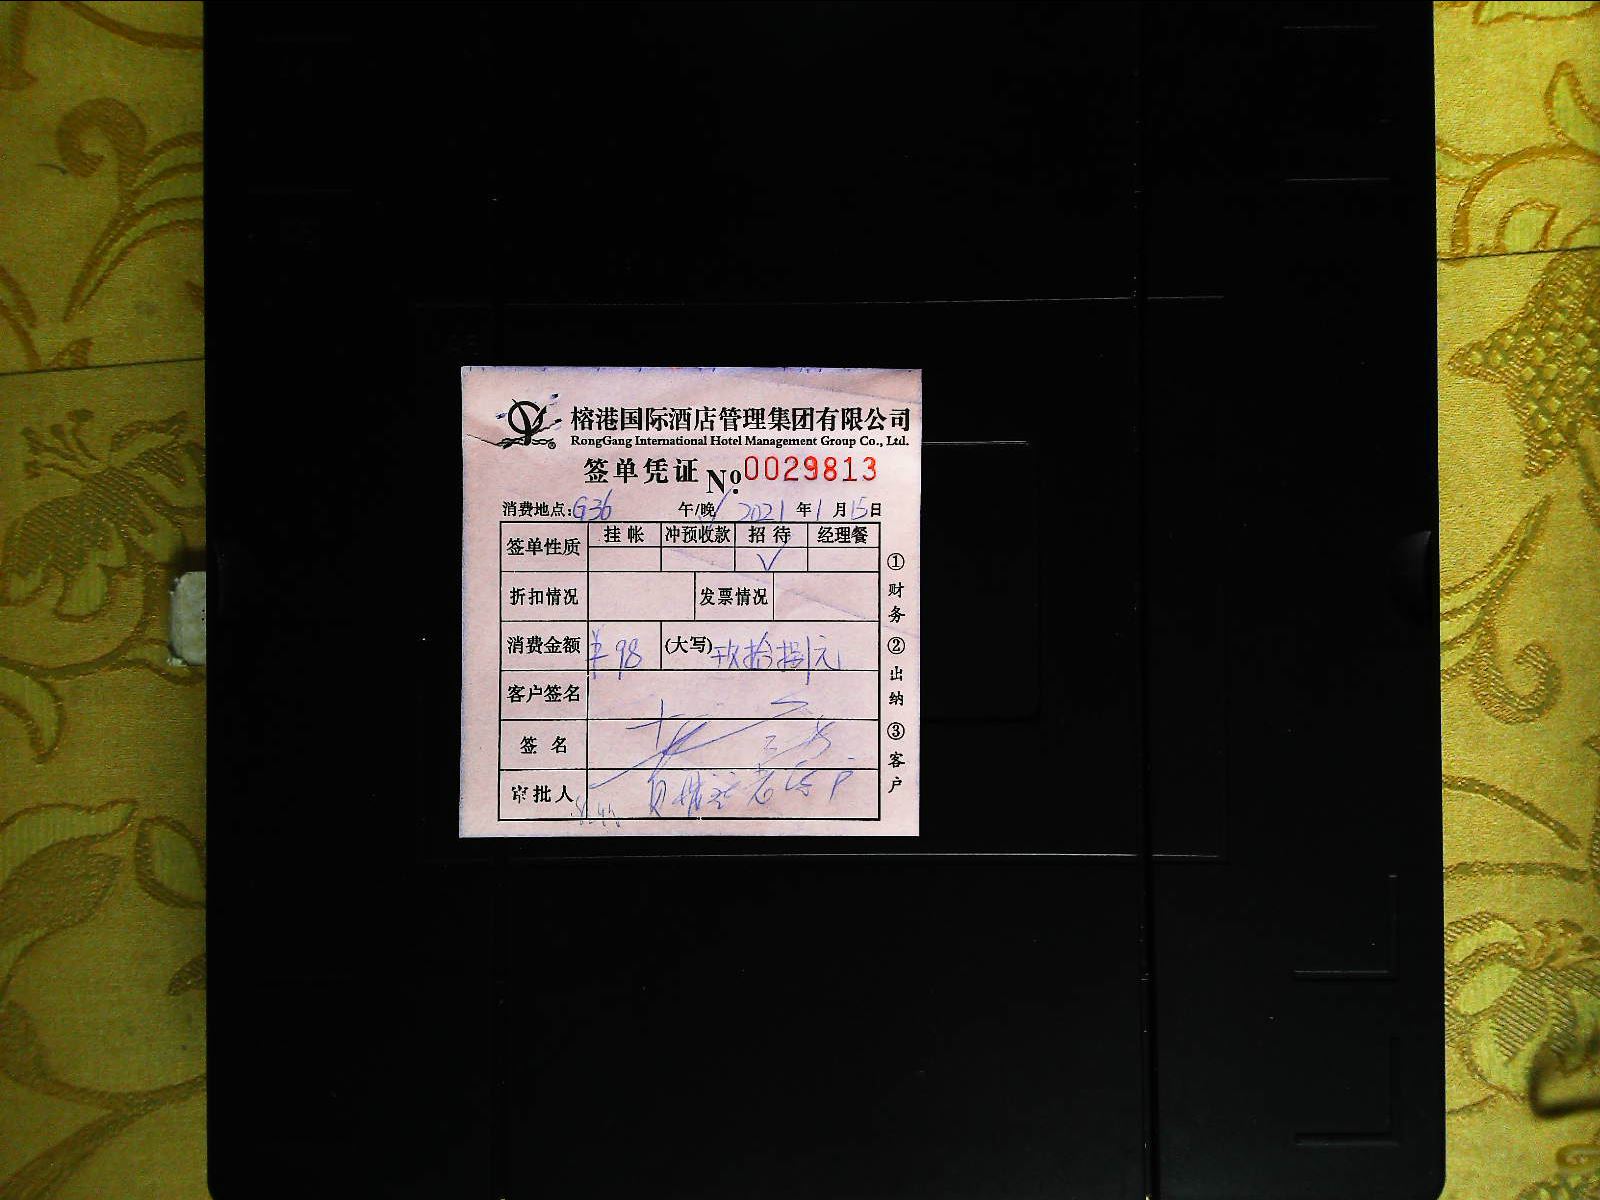 榕港国际酒店管理集团有限公司
RongGang International Hotel Management Group Co., Ltd.
签单凭证 No. 0029813
消费地点:G36 午/晚 2021 年 1 月 15 日
签单性质 挂帐 冲预收款 招待 经理餐
√
折扣情况 发票情况
消费金额 ¥98 (大写) 玖拾捌元
客户签名
签名
审批人
①财务②出纳③客户